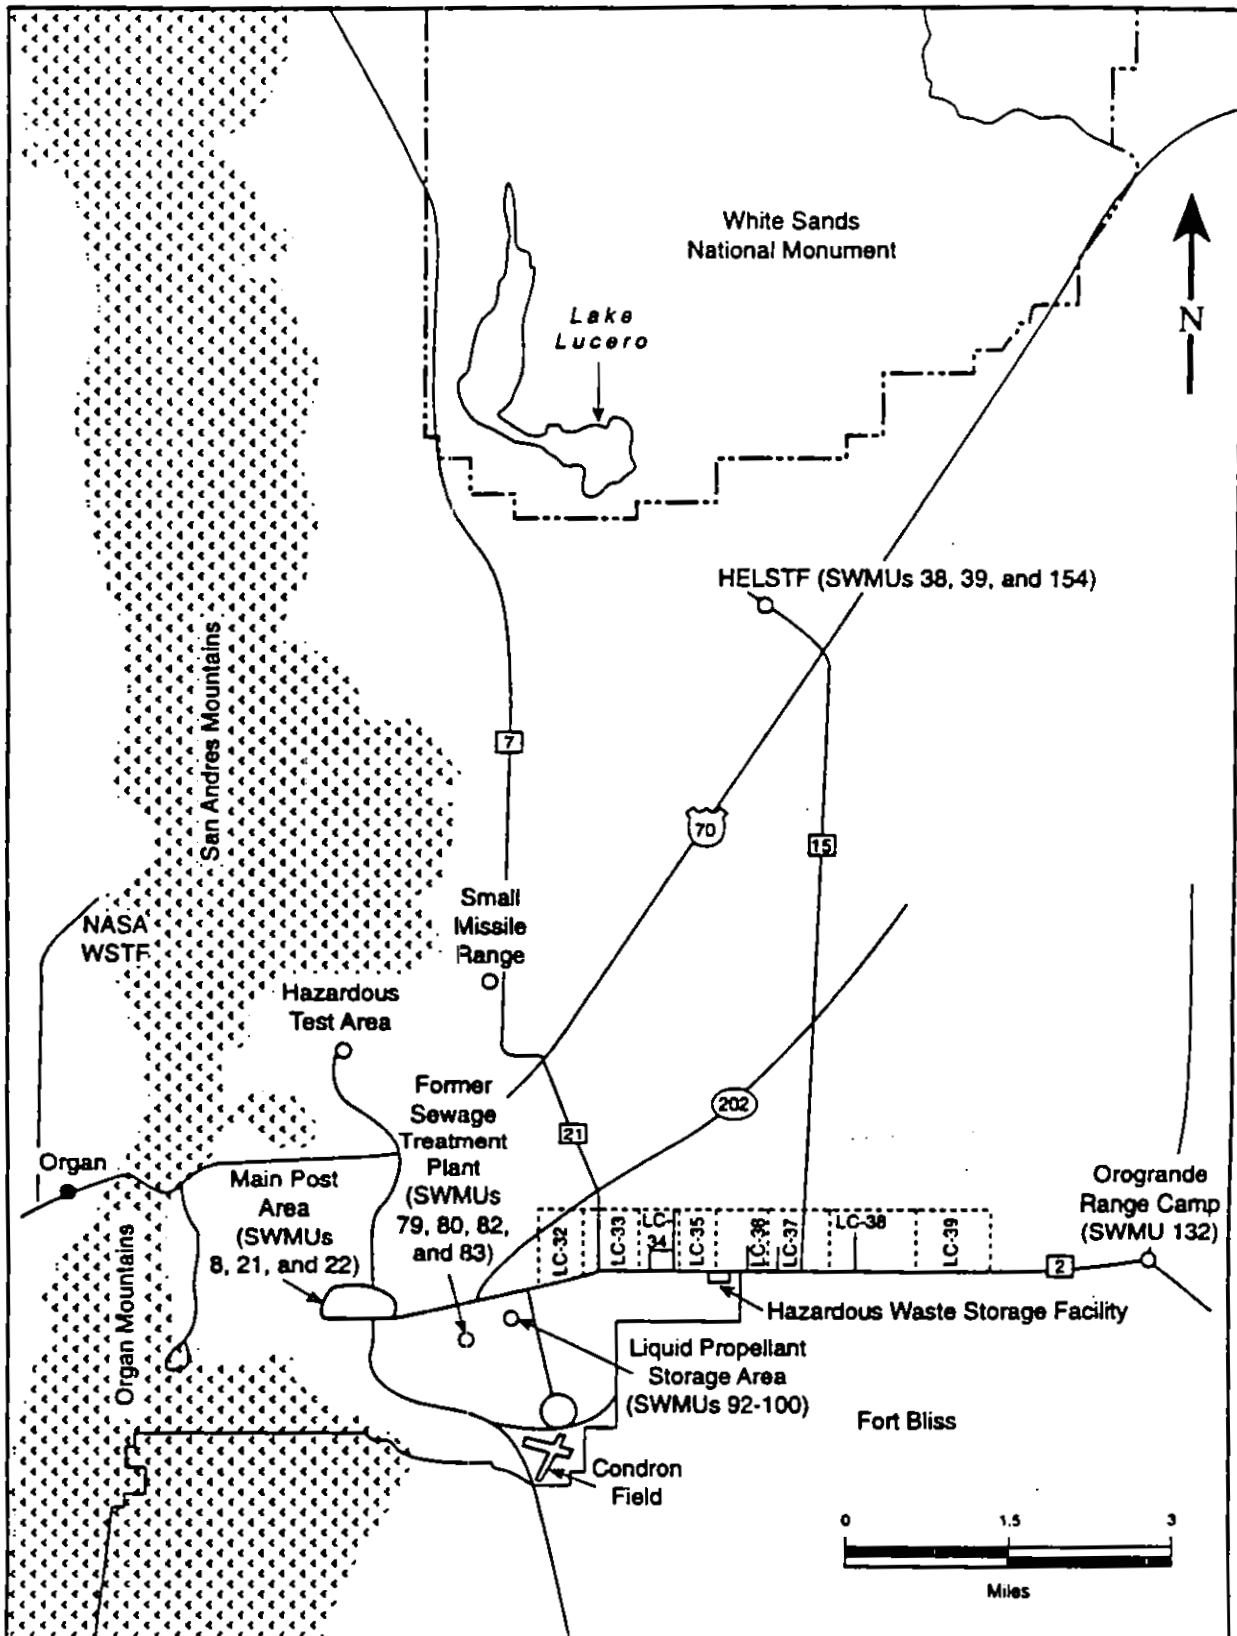 White Sands
National Monument
N
Lake
Lucero
HELSTF (SWMUs 38, 39, and 154)
San Andres Mountains
7
70
15
Small
Missile
Range
NASA
WSTF
Hazardous
Test Area
Former
Sewage
Treatment
Plant
(SWMUs
79, 80, 82,
and 83)
202
21
Organ
Main Post
Area
(SWMUs
8, 21, and 22)
Orogrande
Range Camp
(SWMU 132)
LC-32
LC-33
LC-
34
LC-35
LC-36
LC-37
LC-38
LC-39
2
Hazardous Waste Storage Facility
Organ Mountains
Liquid Propellant
Storage Area
(SWMUs 92-100)
Fort Bliss
Condron
Field
0 1.5 3
Miles